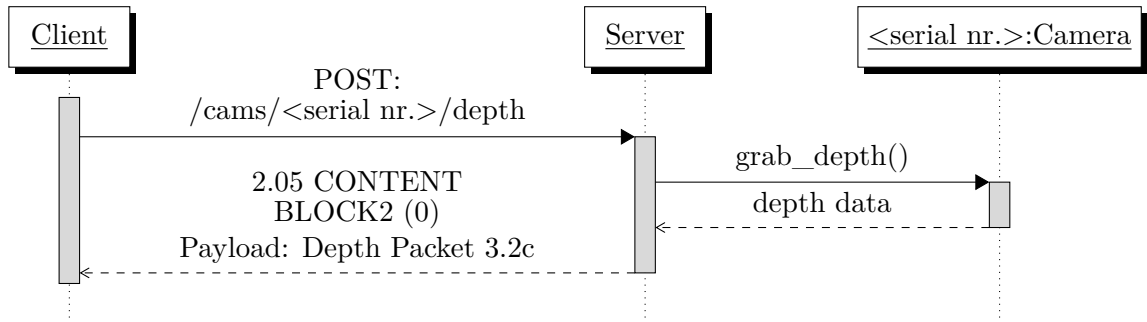 Client
Server
<serial nr.>:Camera
POST:
/cams/<serial nr.>/depth
grab_depth()
2.05 CONTENT
BLOCK2 (0)
depth data
Payload: Depth Packet 3.2c